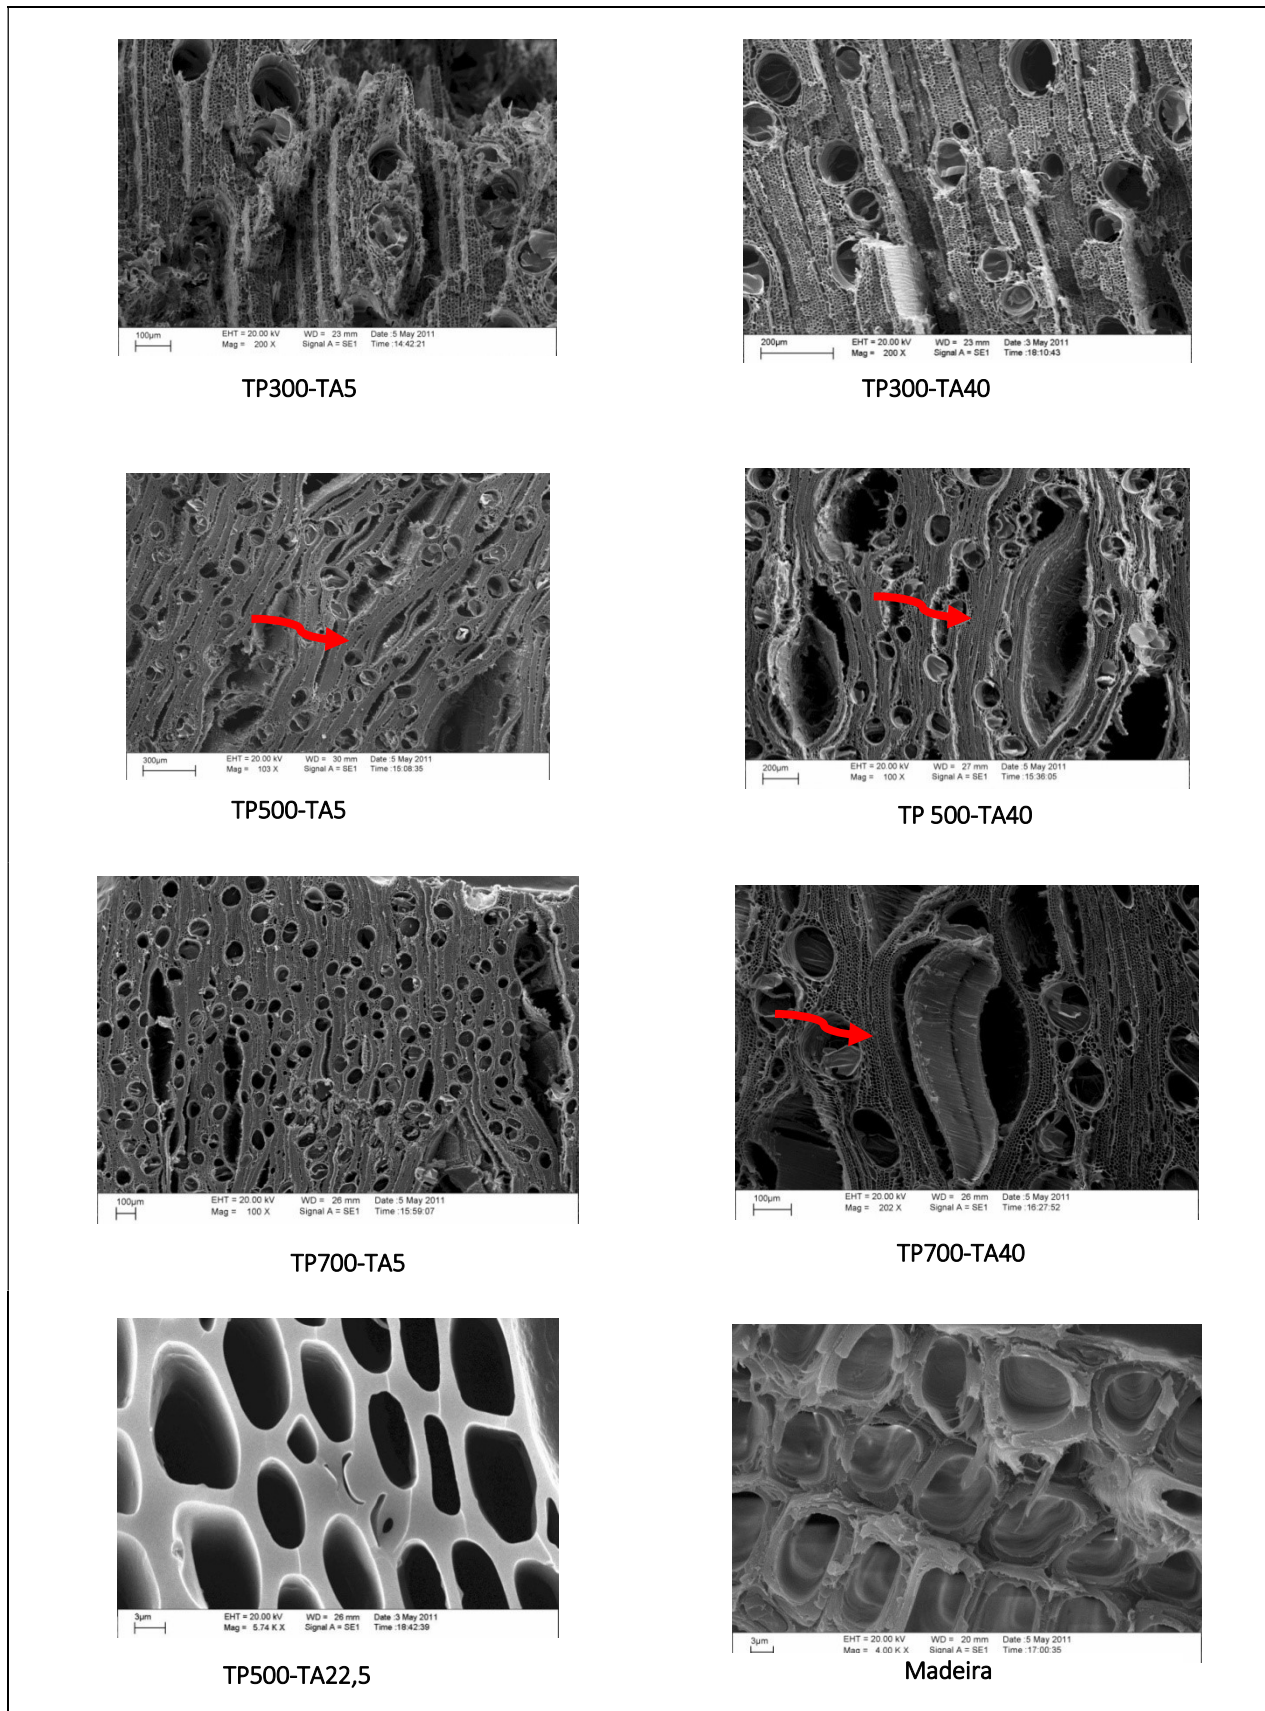 100µm EHT = 20.00 kV WD = 23 mm Date :5 May 2011
Mag = 200 X Signal A = SE1 Time :14:42:21
TP300-TA5
200µm EHT = 20.00 kV WD = 23 mm Date :3 May 2011
Mag = 200 X Signal A = SE1 Time :18:10:43
TP300-TA40
300µm EHT = 20.00 kV WD = 30 mm Date :5 May 2011
Mag = 103 X Signal A = SE1 Time :15:08:35
TP500-TA5
200µm EHT = 20.00 kV WD = 27 mm Date :5 May 2011
Mag = 100 X Signal A = SE1 Time :15:36:05
TP 500-TA40
100µm EHT = 20.00 kV WD = 26 mm Date :5 May 2011
Mag = 100 X Signal A = SE1 Time :15:59:07
TP700-TA5
100µm EHT = 20.00 kV WD = 26 mm Date :5 May 2011
Mag = 202 X Signal A = SE1 Time :16:27:52
TP700-TA40
3µm EHT = 20.00 kV WD = 26 mm Date :3 May 2011
Mag = 5.74 K X Signal A = SE1 Time :18:42:39
TP500-TA22,5
3µm EHT = 20.00 kV WD = 20 mm Date :5 May 2011
Mag = 4.00 K X Signal A = SE1 Time :17:00:35
Madeira